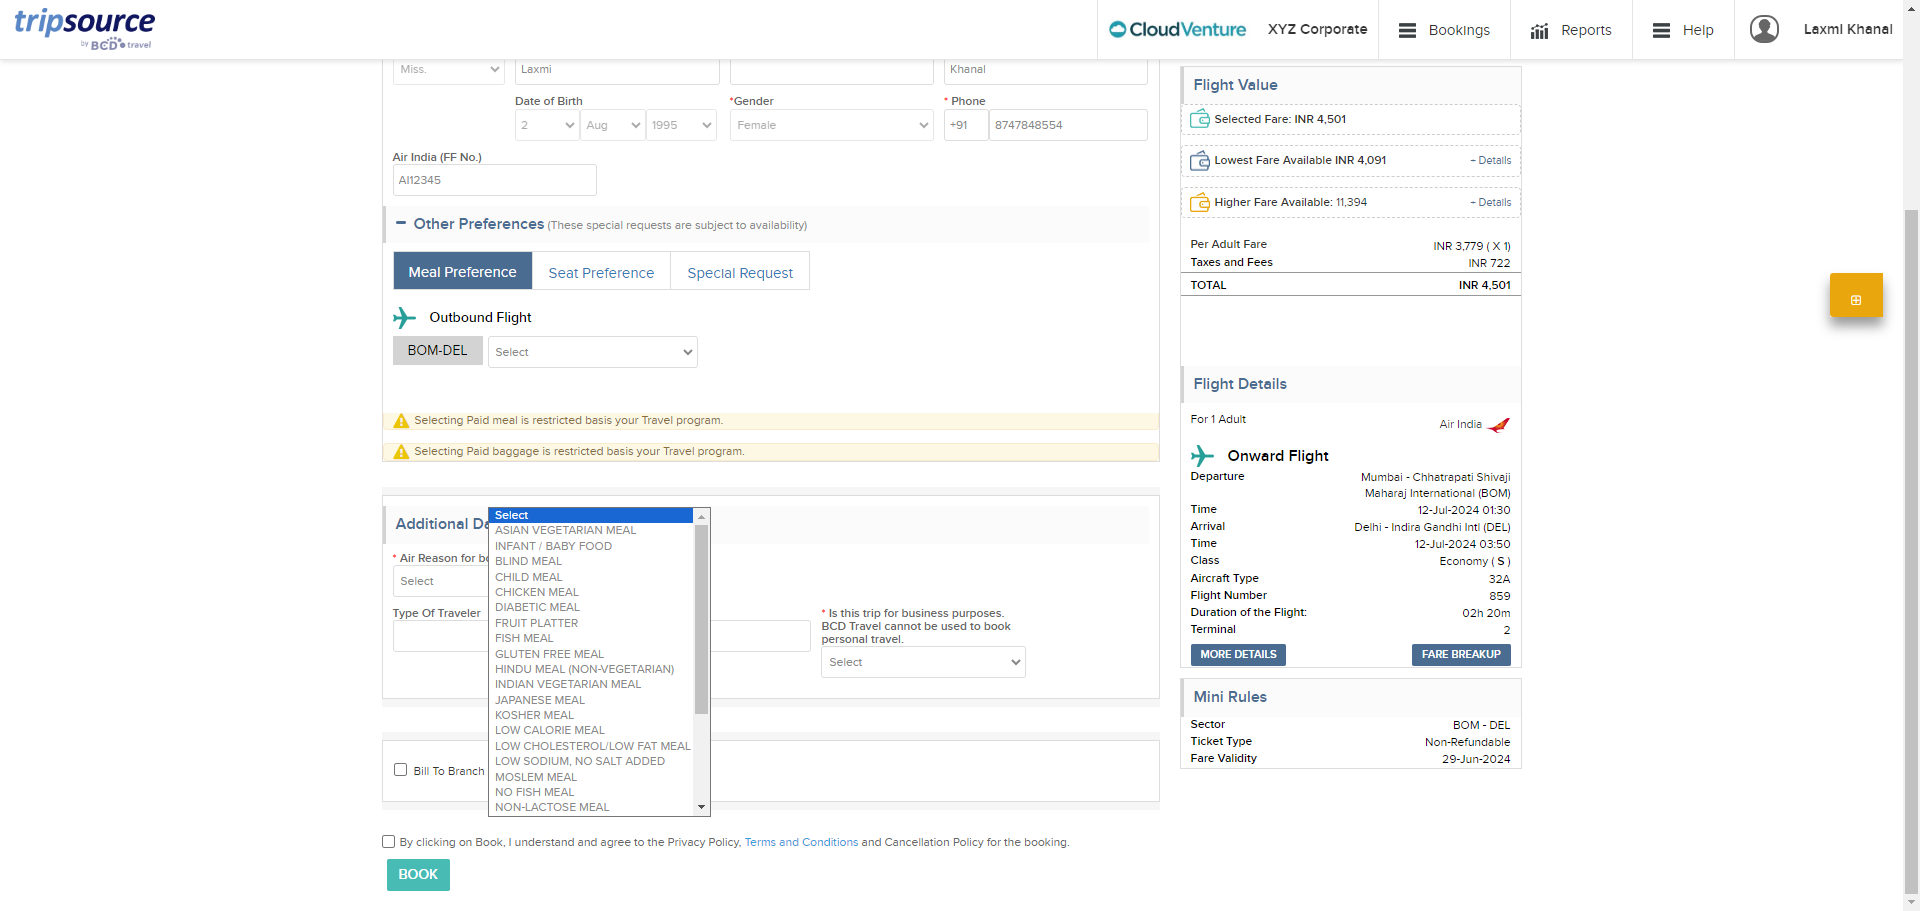 tripsource
by BCD travel
CloudVenture
XYZ Corporate
Bookings
Reports
Help
Laxmi Khanal
Miss.
Laxmi
Khanal
Date of Birth
*Gender
* Phone
2
Aug
1995
Female
+91
8747848554
Air India (FF No.)
AI12345
Other Preferences (These special requests are subject to availability)
Meal Preference
Seat Preference
Special Request
Outbound Flight
BOM-DEL
Select
Selecting Paid meal is restricted basis your Travel program.
Selecting Paid baggage is restricted basis your Travel program.
Additional Da
* Air Reason for bo
Select
Type Of Traveler
* Is this trip for business purposes.
BCD Travel cannot be used to book
personal travel.
Select
Select
ASIAN VEGETARIAN MEAL
INFANT / BABY FOOD
BLIND MEAL
CHILD MEAL
CHICKEN MEAL
DIABETIC MEAL
FRUIT PLATTER
FISH MEAL
GLUTEN FREE MEAL
HINDU MEAL (NON-VEGETARIAN)
INDIAN VEGETARIAN MEAL
JAPANESE MEAL
KOSHER MEAL
LOW CALORIE MEAL
LOW CHOLESTEROL/LOW FAT MEAL
LOW SODIUM, NO SALT ADDED
MOSLEM MEAL
NO FISH MEAL
NON-LACTOSE MEAL
Bill To Branch
By clicking on Book, I understand and agree to the Privacy Policy, Terms and Conditions and Cancellation Policy for the booking.
BOOK
Flight Value
Selected Fare: INR 4,501
Lowest Fare Available INR 4,091
+ Details
Higher Fare Available: 11,394
+ Details
Per Adult Fare
INR 3,779 ( X 1)
Taxes and Fees
INR 722
TOTAL
INR 4,501
Flight Details
For 1 Adult
Air India
Onward Flight
Departure
Mumbai - Chhatrapati Shivaji
Maharaj International (BOM)
Time
12-Jul-2024 01:30
Arrival
Delhi - Indira Gandhi Intl (DEL)
Time
12-Jul-2024 03:50
Class
Economy ( S )
Aircraft Type
32A
Flight Number
859
Duration of the Flight:
02h 20m
Terminal
2
MORE DETAILS
FARE BREAKUP
Mini Rules
Sector
BOM - DEL
Ticket Type
Non-Refundable
Fare Validity
29-Jun-2024